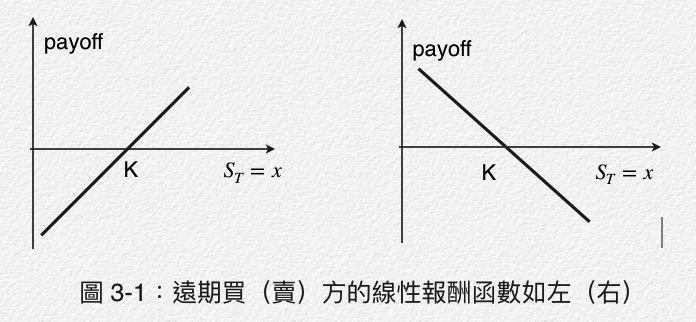 payoff
K
S_T = x
payoff
K
S_T = x
圖 3-1：遠期買（賣）方的線性報酬函數如左（右）